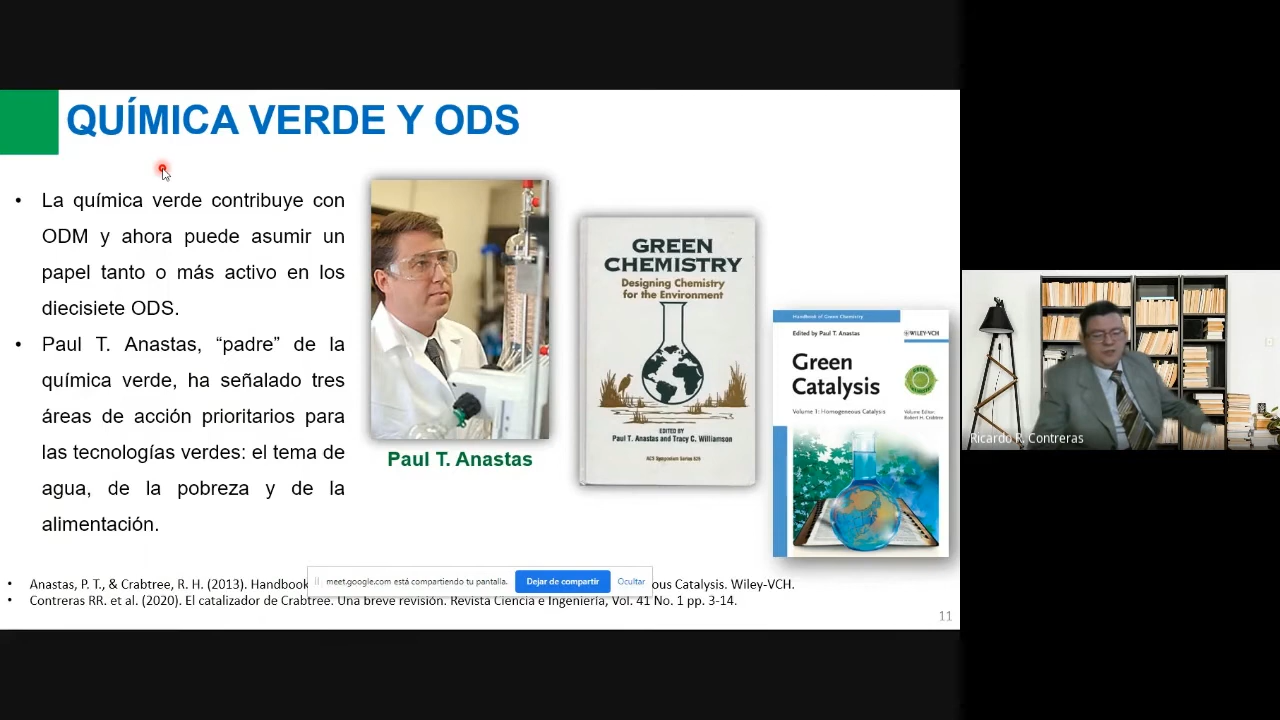 QUÍMICA VERDE Y ODS
• La química verde contribuye con
ODM y ahora puede asumir un
papel tanto o más activo en los
diecisiete ODS.
• Paul T. Anastas, “padre” de la
química verde, ha señalado tres
áreas de acción prioritarios para
las tecnologías verdes: el tema de
agua, de la pobreza y de la
alimentación.
Paul T. Anastas
GREEN
CHEMISTRY
Designing Chemistry
for the Environment
EDITED BY
Paul T. Anastas and Tracy C. Williamson
ACS Symposium Series 626
Handbook of Green Chemistry
Edited by Paul T. Anastas
WILEY-VCH
Green
Catalysis
Volume 1: Homogeneous Catalysis
Volume Editor:
Robert H. Crabtree
Ricardo R. Contreras
• Anastas, P. T., & Crabtree, R. H. (2013). Handbook
ous Catalysis. Wiley-VCH.
meet.google.com está compartiendo tu pantalla.
Dejar de compartir
Ocultar
• Contreras RR. et al. (2020). El catalizador de Crabtree. Una breve revisión. Revista Ciencia e Ingeniería, Vol. 41 No. 1 pp. 3-14.
11